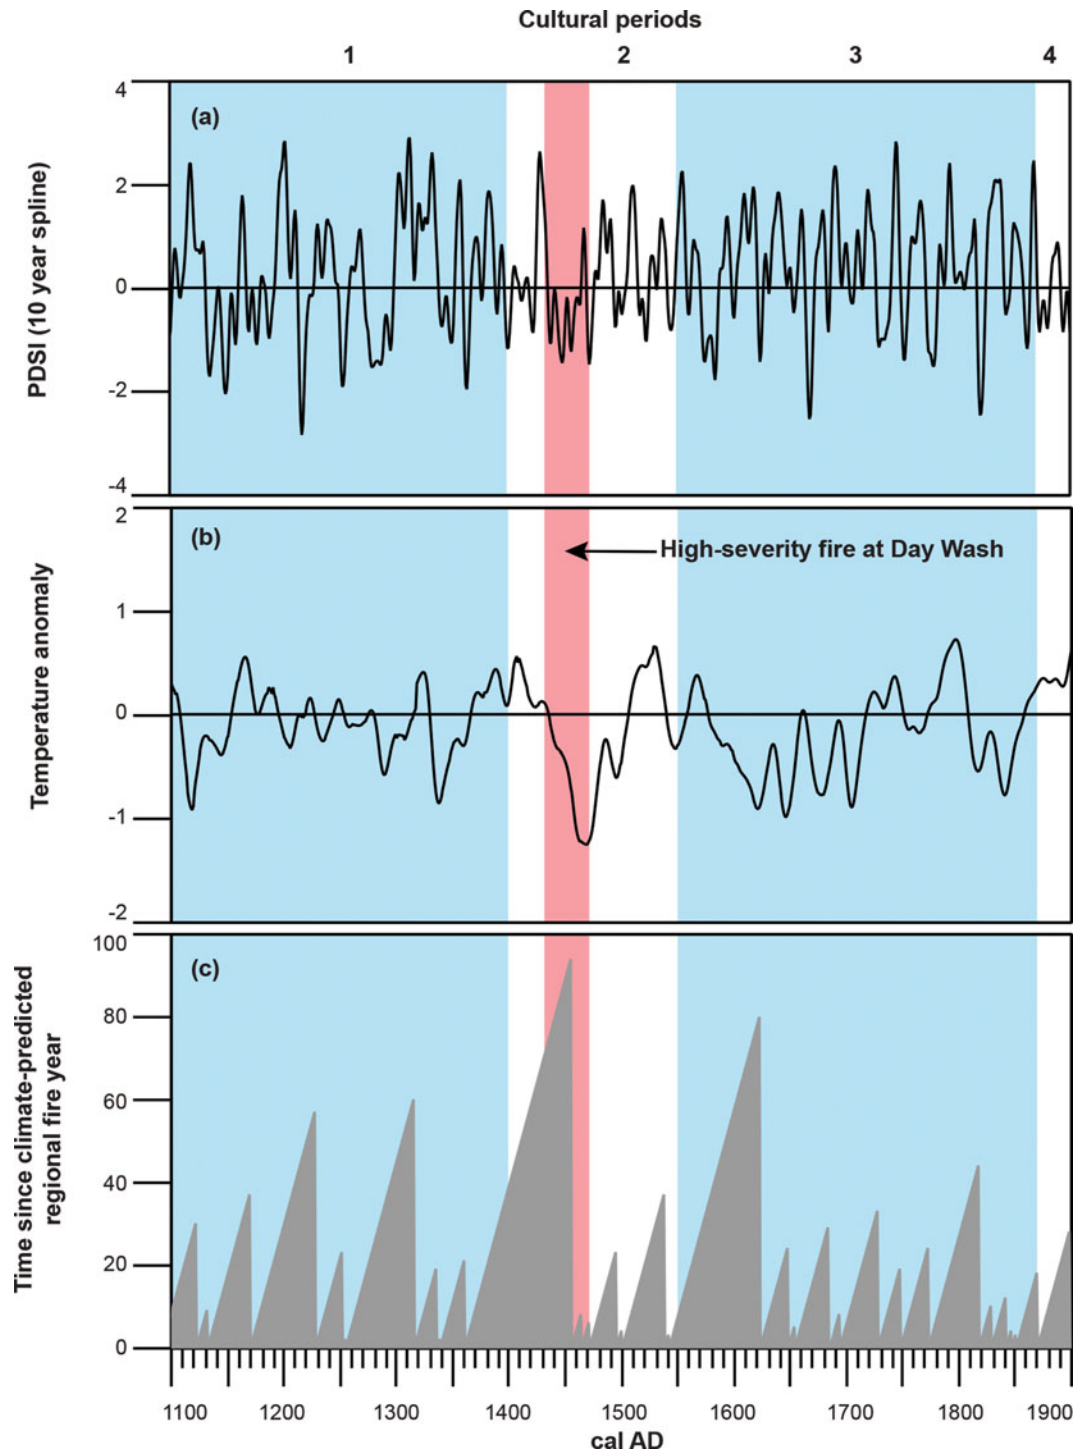 Cultural periods
1 2 3 4
(a)
PDSI (10 year spline)
4
2
0
-2
-4
(b)
High-severity fire at Day Wash
Temperature anomaly
2
1
0
-1
-2
(c)
Time since climate-predicted
regional fire year
100
80
60
40
20
0
1100 1200 1300 1400 1500 1600 1700 1800 1900
cal AD